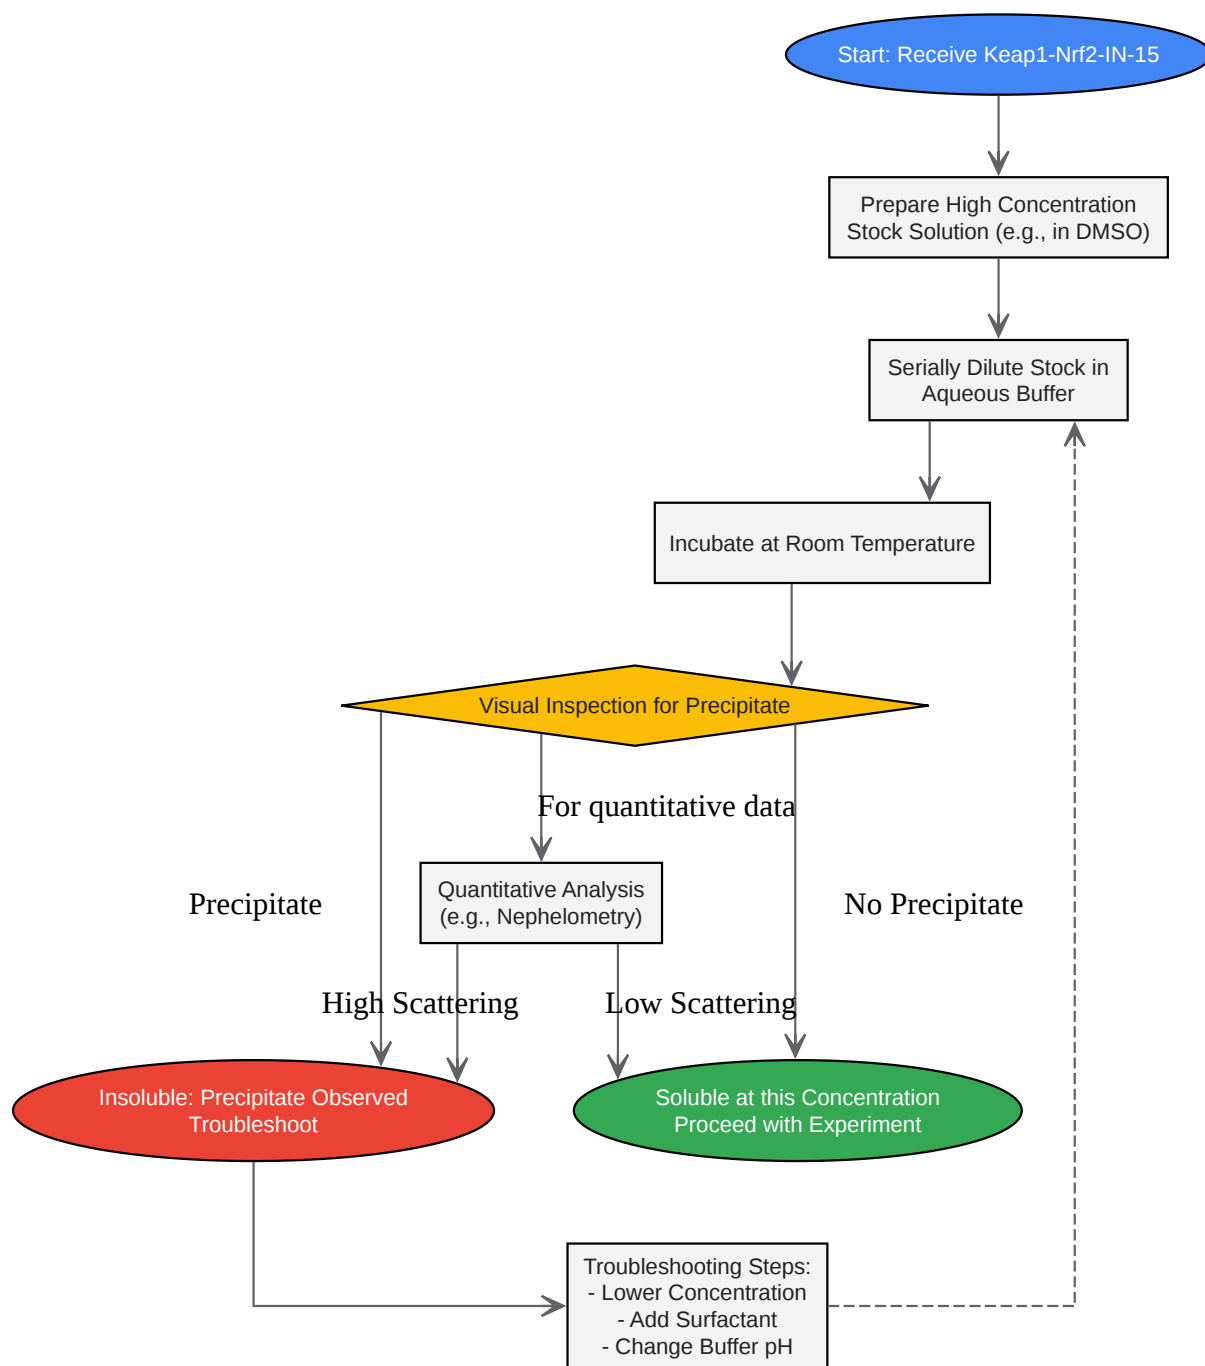 Start: Receive Keap1-Nrf2-IN-15
Prepare High Concentration
Stock Solution (e.g., in DMSO)
Serially Dilute Stock in
Aqueous Buffer
Incubate at Room Temperature
Visual Inspection for Precipitate
For quantitative data
Quantitative Analysis
(e.g., Nephelometry)
Precipitate
No Precipitate
High Scattering
Low Scattering
Insoluble: Precipitate Observed
Troubleshoot
Soluble at this Concentration
Proceed with Experiment
Troubleshooting Steps:
- Lower Concentration
- Add Surfactant
- Change Buffer pH